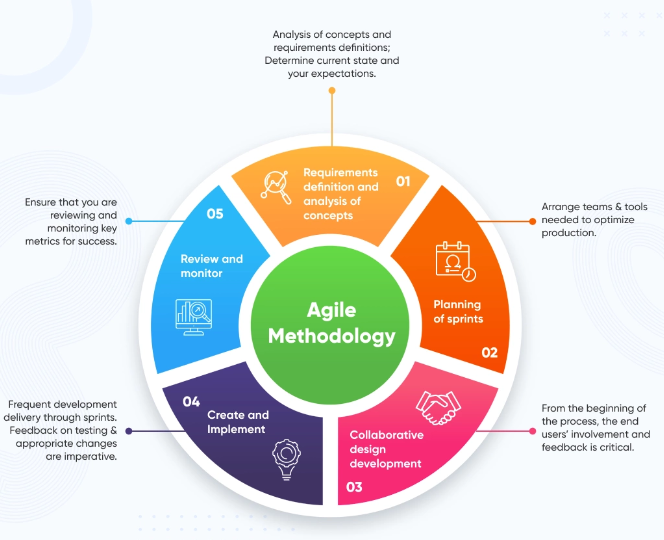 Analysis of concepts and
requirements definitions;
Determine current state and
your expectations.
Requirements
definition and
analysis of
concepts
01
Arrange teams & tools
needed to optimize
production.
Planning
of sprints
02
From the beginning of
the process, the end
users' involvement and
feedback is critical.
Collaborative
design
development
03
Frequent development
delivery through sprints.
Feedback on testing &
appropriate changes
are imperative.
04
Create and
Implement
Ensure that you are
reviewing and
monitoring key
metrics for success.
05
Review and
monitor
Agile
Methodology